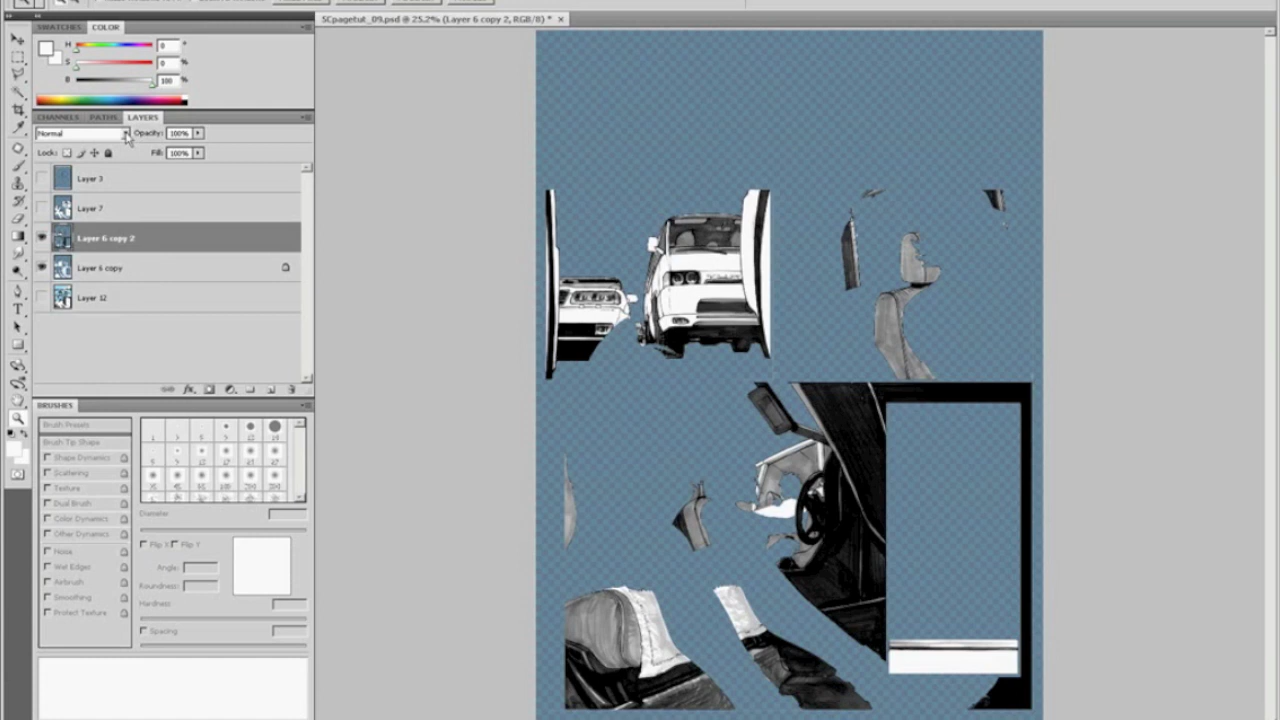 SCpagetut_09.psd @ 25.2% (Layer 6 copy 2, RGB/8) * ×
SWATCHES COLOR
H 0 °
S 0 %
B 100 %
CHANNELS PATHS LAYERS
Normal Opacity: 100%
Lock: Fill: 100%
Layer 3
Layer 7
Layer 6 copy 2
Layer 6 copy
Layer 12
BRUSHES
Brush Presets
Brush Tip Shape
Shape Dynamics
Scattering
Texture
Dual Brush
Color Dynamics
Other Dynamics
Noise
Wet Edges
Airbrush
Smoothing
Protect Texture
Diameter
Flip X Flip Y
Angle:
Roundness:
Hardness:
Spacing